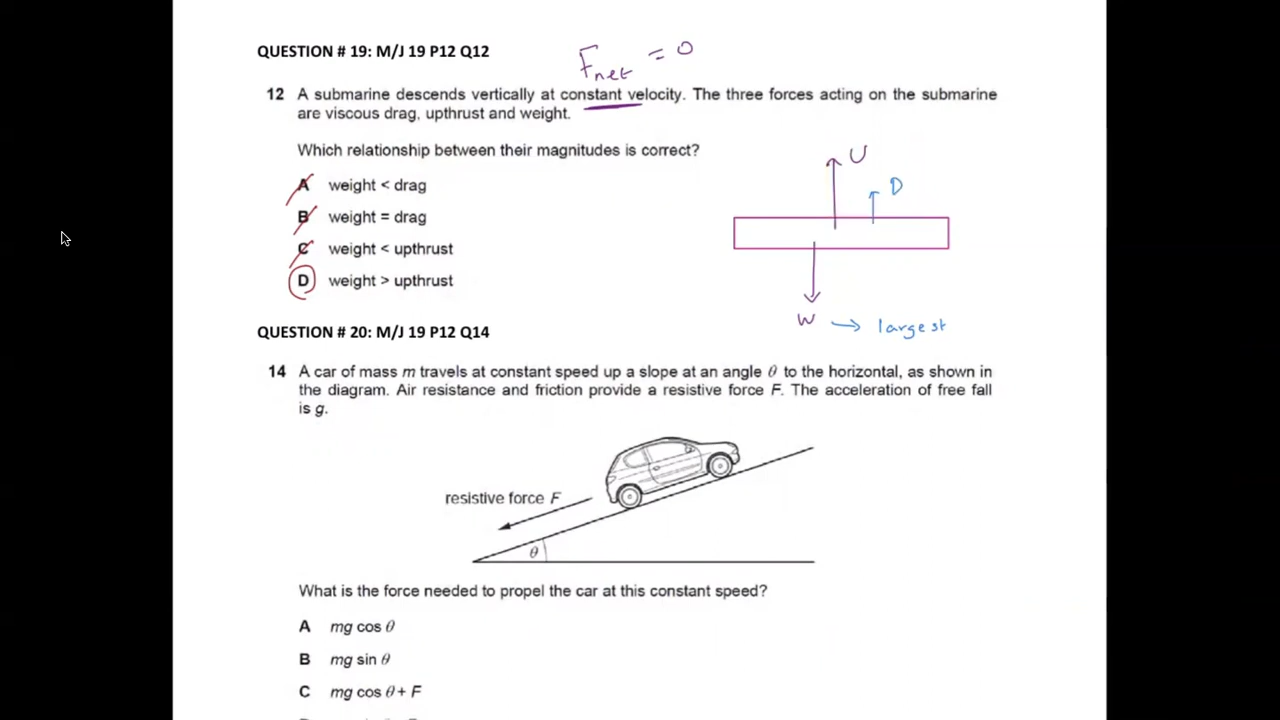 QUESTION # 19: M/J 19 P12 Q12
Fnet = 0
12 A submarine descends vertically at constant velocity. The three forces acting on the submarine
are viscous drag, upthrust and weight.
Which relationship between their magnitudes is correct?
A weight < drag
B weight = drag
C weight < upthrust
D weight > upthrust
U
D
W → largest
QUESTION # 20: M/J 19 P12 Q14
14 A car of mass m travels at constant speed up a slope at an angle θ to the horizontal, as shown in
the diagram. Air resistance and friction provide a resistive force F. The acceleration of free fall
is g.
resistive force F
θ
What is the force needed to propel the car at this constant speed?
A mg cos θ
B mg sin θ
C mg cos θ + F